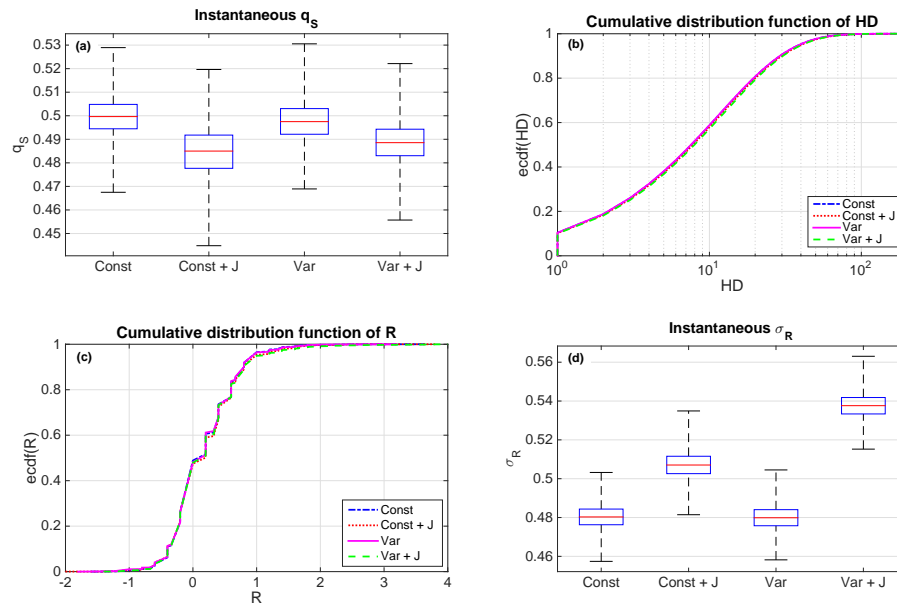 Instantaneous q_S
(a)
0.53
0.52
0.51
0.5
0.49
0.48
0.47
0.46
0.45
q_S
Const
Const + J
Var
Var + J
Cumulative distribution function of HD
(b)
1
0.8
0.6
0.4
0.2
0
ecdf(HD)
Const
Const + J
Var
Var + J
10^0
10^1
10^2
HD
Cumulative distribution function of R
(c)
1
0.8
0.6
0.4
0.2
0
ecdf(R)
Const
Const + J
Var
Var + J
-2
-1
0
1
2
3
4
R
Instantaneous σ_R
(d)
0.56
0.54
0.52
0.5
0.48
0.46
σ_R
Const
Const + J
Var
Var + J